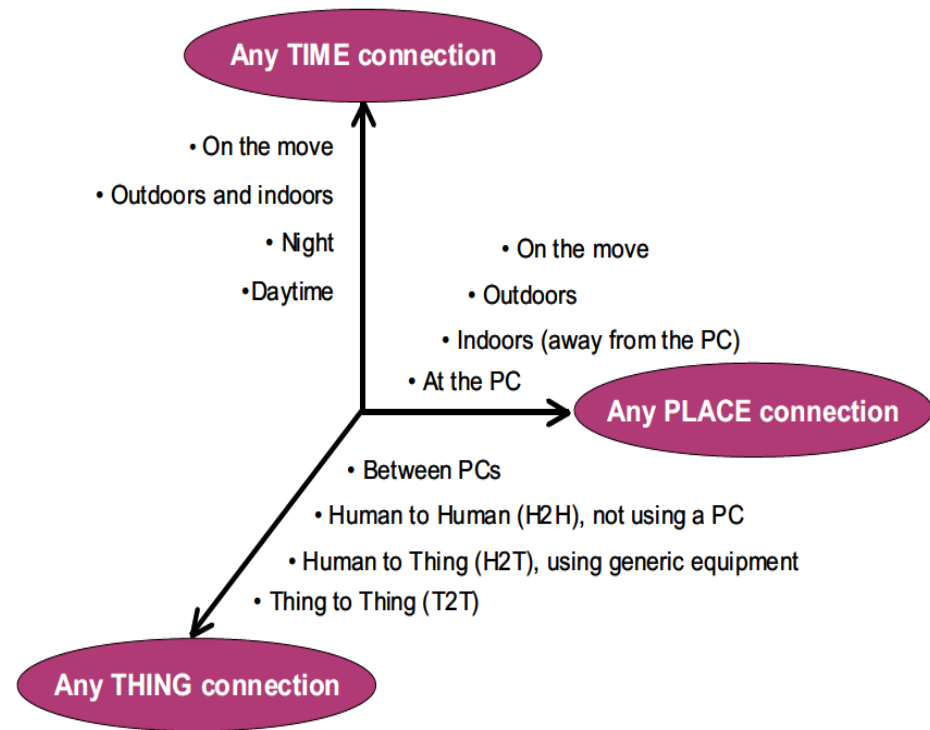 Any TIME connection
• On the move
• Outdoors and indoors
• Night
•Daytime
• On the move
• Outdoors
• Indoors (away from the PC)
• At the PC
Any PLACE connection
• Between PCs
• Human to Human (H2H), not using a PC
• Human to Thing (H2T), using generic equipment
• Thing to Thing (T2T)
Any THING connection